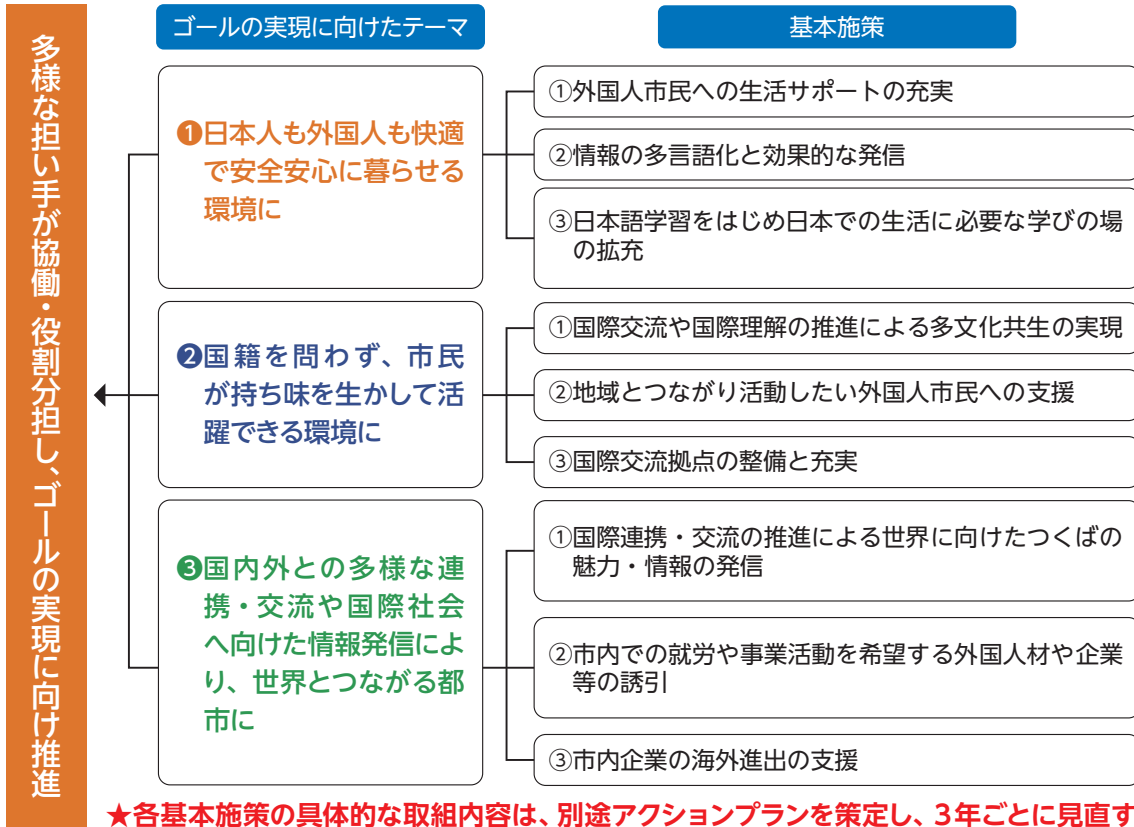 多様な担い手が協働・役割分担し、ゴールの実現に向け推進
ゴールの実現に向けたテーマ
基本施策
❶日本人も外国人も快適
で安全安心に暮らせる
環境に
①外国人市民への生活サポートの充実
②情報の多言語化と効果的な発信
③日本語学習をはじめ日本での生活に必要な学びの場
の拡充
❷国籍を問わず、市民
が持ち味を生かして活
躍できる環境に
①国際交流や国際理解の推進による多文化共生の実現
②地域とつながり活動したい外国人市民への支援
③国際交流拠点の整備と充実
❸国内外との多様な連
携・交流や国際社会
へ向けた情報発信によ
り、世界とつながる都
市に
①国際連携・交流の推進による世界に向けたつくばの
魅力・情報の発信
②市内での就労や事業活動を希望する外国人材や企業
等の誘引
③市内企業の海外進出の支援
★各基本施策の具体的な取組内容は、別途アクションプランを策定し、3年ごとに見直す